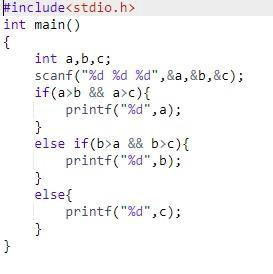 #include<stdio.h>
int main()
{
    int a,b,c;
    scanf("%d %d %d",&a,&b,&c);
    if(a>b && a>c){
        printf("%d",a);
    }
    else if(b>a && b>c){
        printf("%d",b);
    }
    else{
        printf("%d",c);
    }
}